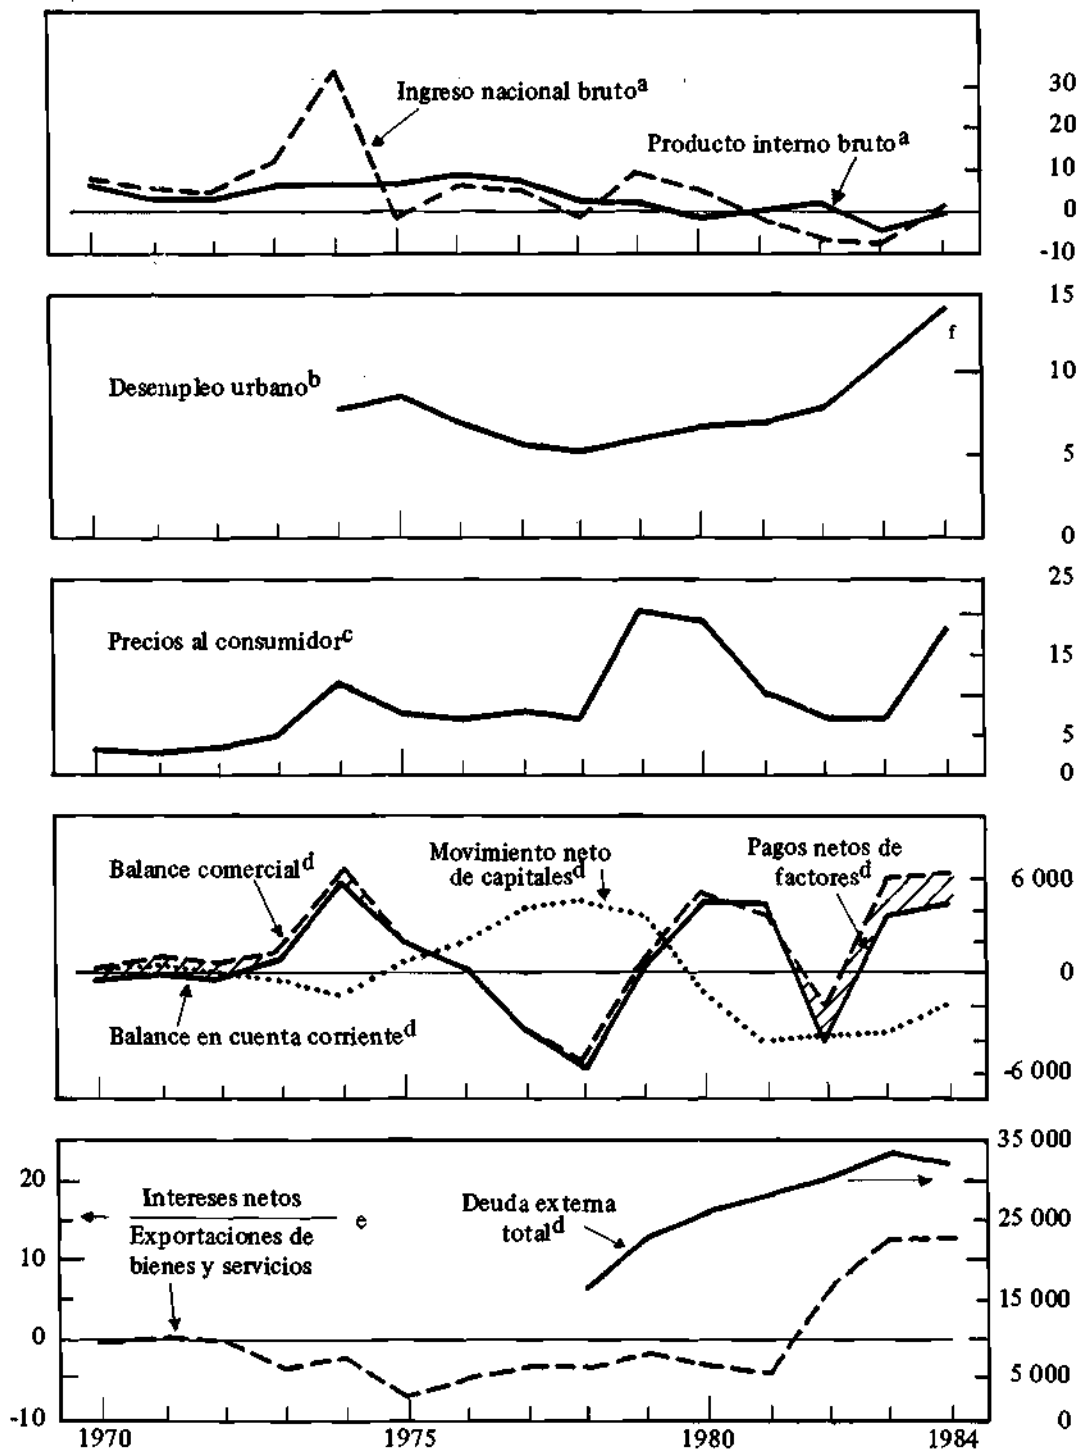 Ingreso nacional bruto a
Producto interno bruto a
30
20
10
0
-10
Desempleo urbano b
f
15
10
5
0
Precios al consumidor c
25
15
5
0
Balance comercial d
Movimiento neto
de capitales d
Pagos netos de
factores d
Balance en cuenta corriente d
6 000
0
-6 000
20
10
0
-10
Intereses netos
e
Exportaciones de
bienes y servicios
Deuda externa
total d
35 000
25 000
15 000
5 000
0
1970
1975
1980
1984